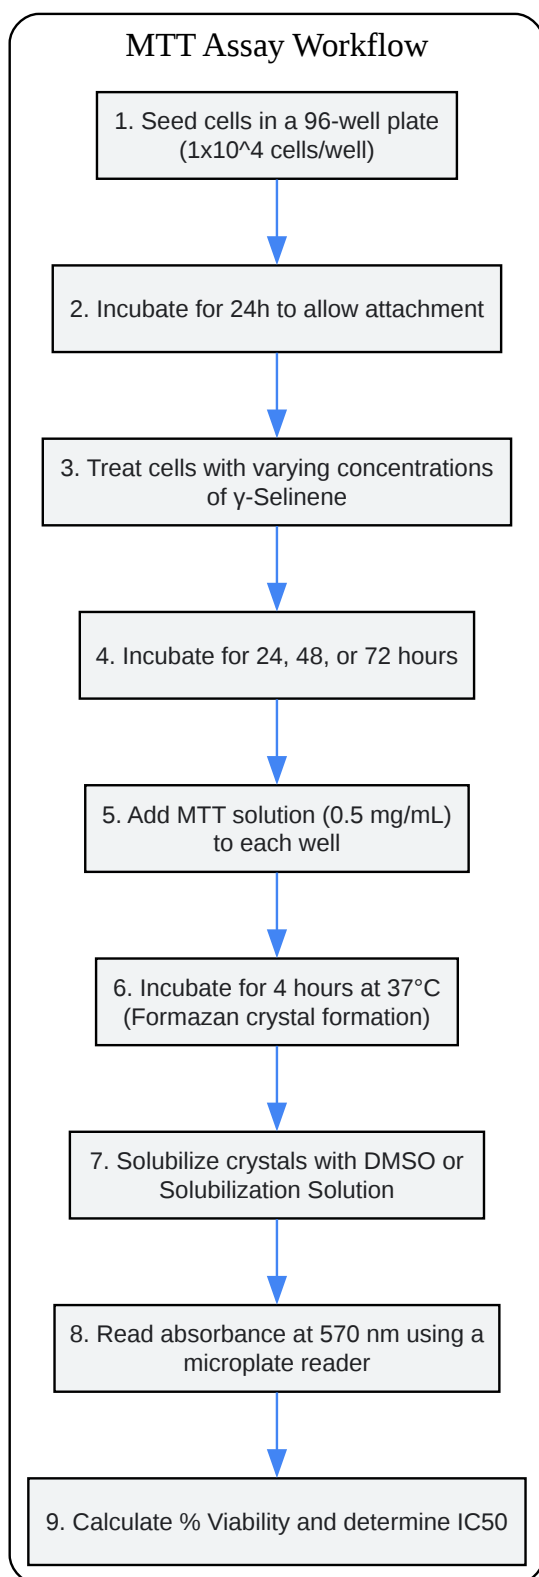 MTT Assay Workflow
1. Seed cells in a 96-well plate
(1x10^4 cells/well)
2. Incubate for 24h to allow attachment
3. Treat cells with varying concentrations
of γ-Selinene
4. Incubate for 24, 48, or 72 hours
5. Add MTT solution (0.5 mg/mL)
to each well
6. Incubate for 4 hours at 37°C
(Formazan crystal formation)
7. Solubilize crystals with DMSO or
Solubilization Solution
8. Read absorbance at 570 nm using a
microplate reader
9. Calculate % Viability and determine IC50